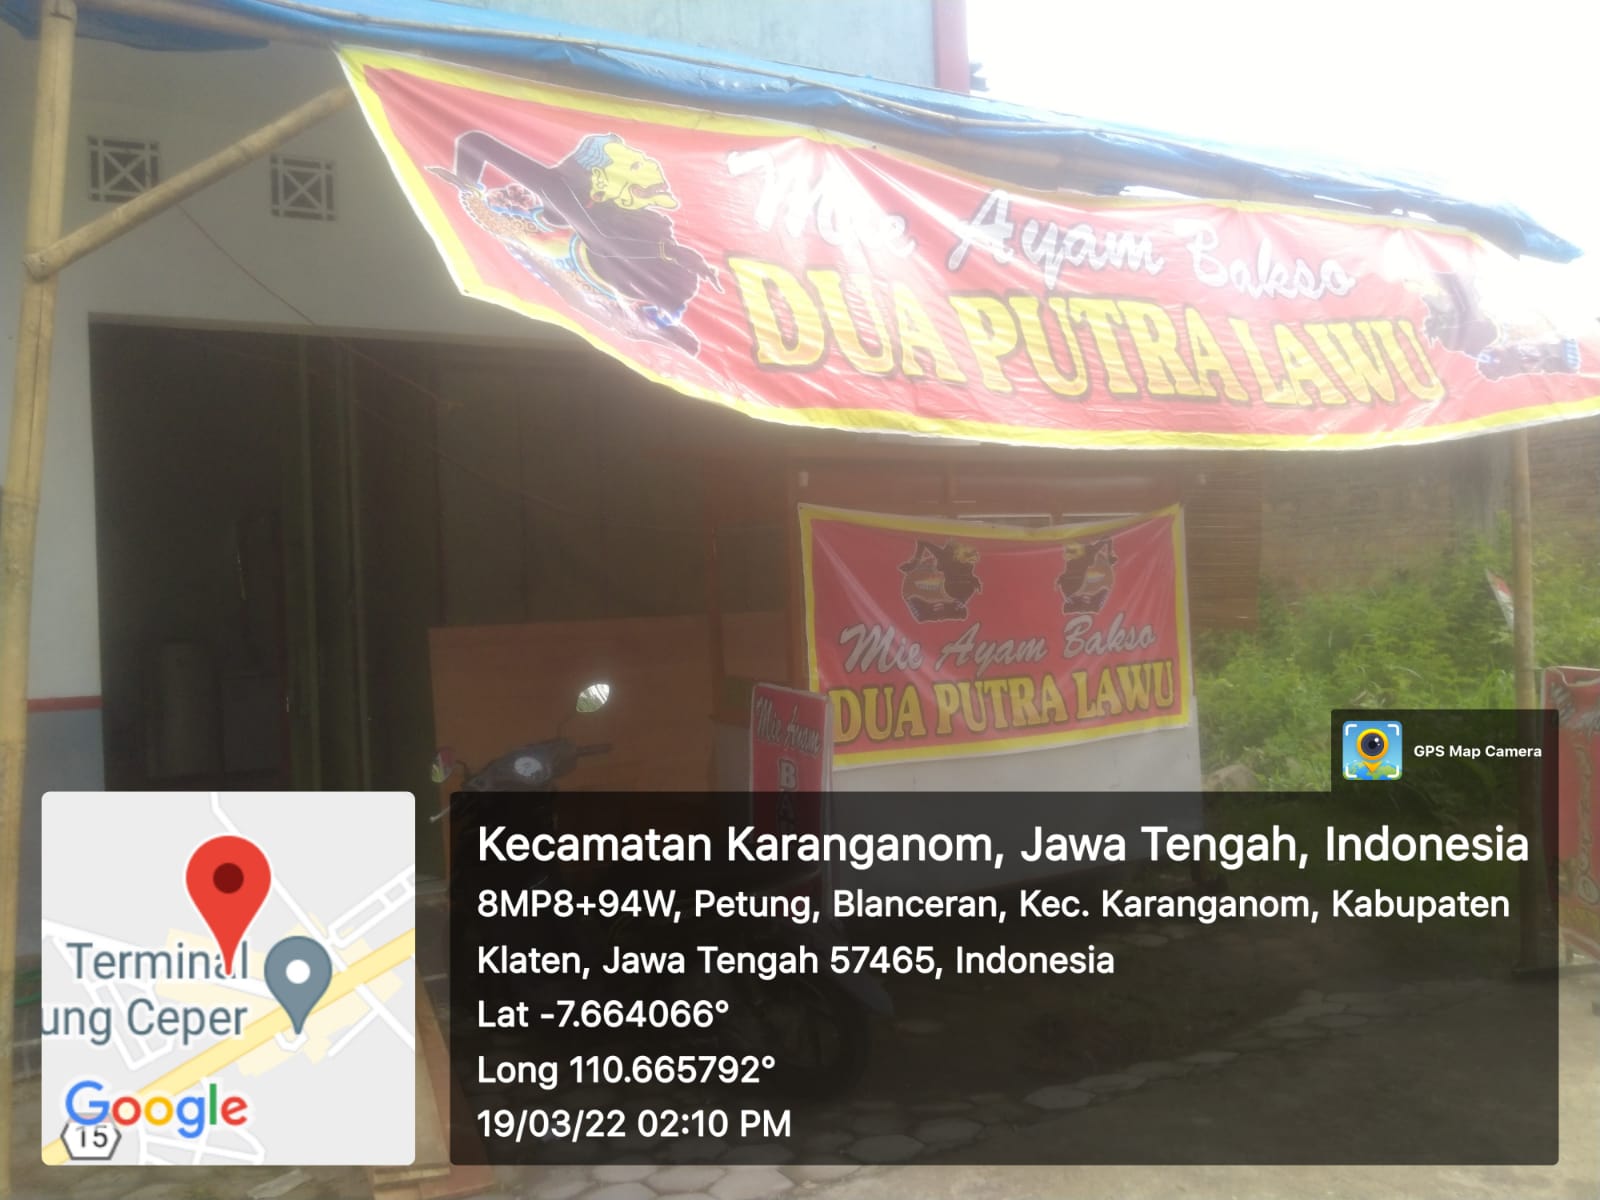 Mie Ayam Bakso
DUA PUTRA LAWU
Mie Ayam Bakso
DUA PUTRA LAWU
Mie Ayam
GPS Map Camera
Kecamatan Karanganom, Jawa Tengah, Indonesia
8MP8+94W, Petung, Blanceran, Kec. Karanganom, Kabupaten
Klaten, Jawa Tengah 57465, Indonesia
Lat -7.664066°
Long 110.665792°
19/03/22 02:10 PM
Terminal
ung Ceper
Google
15